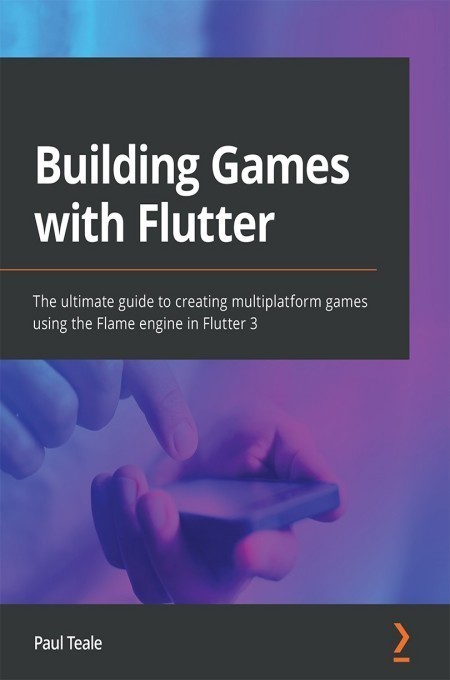 Building Games
with Flutter
The ultimate guide to creating multiplatform games
using the Flame engine in Flutter 3
Paul Teale